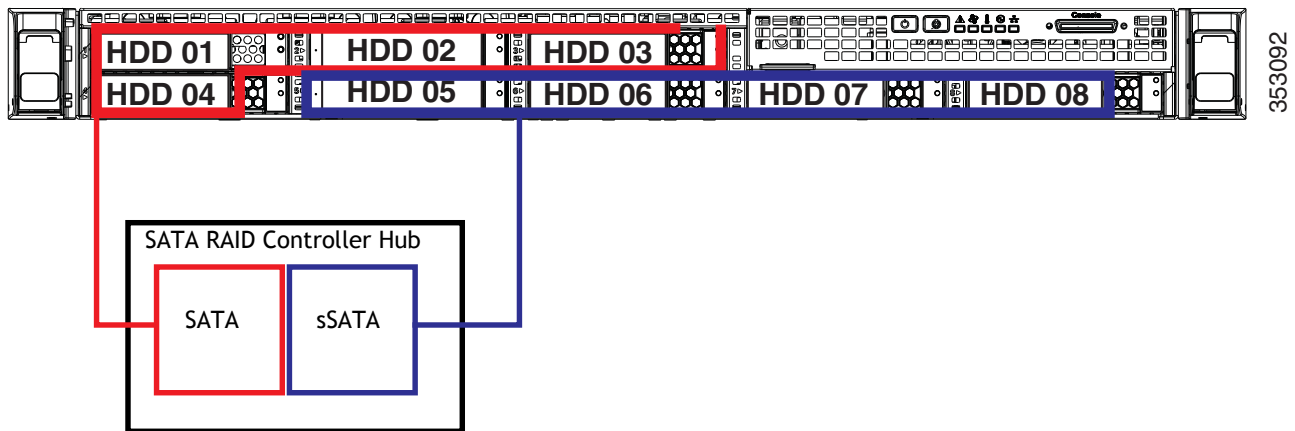 HDD 01
HDD 02
HDD 03
Console
HDD 04
HDD 05
HDD 06
HDD 07
HDD 08
353092
SATA RAID Controller Hub
SATA
sSATA